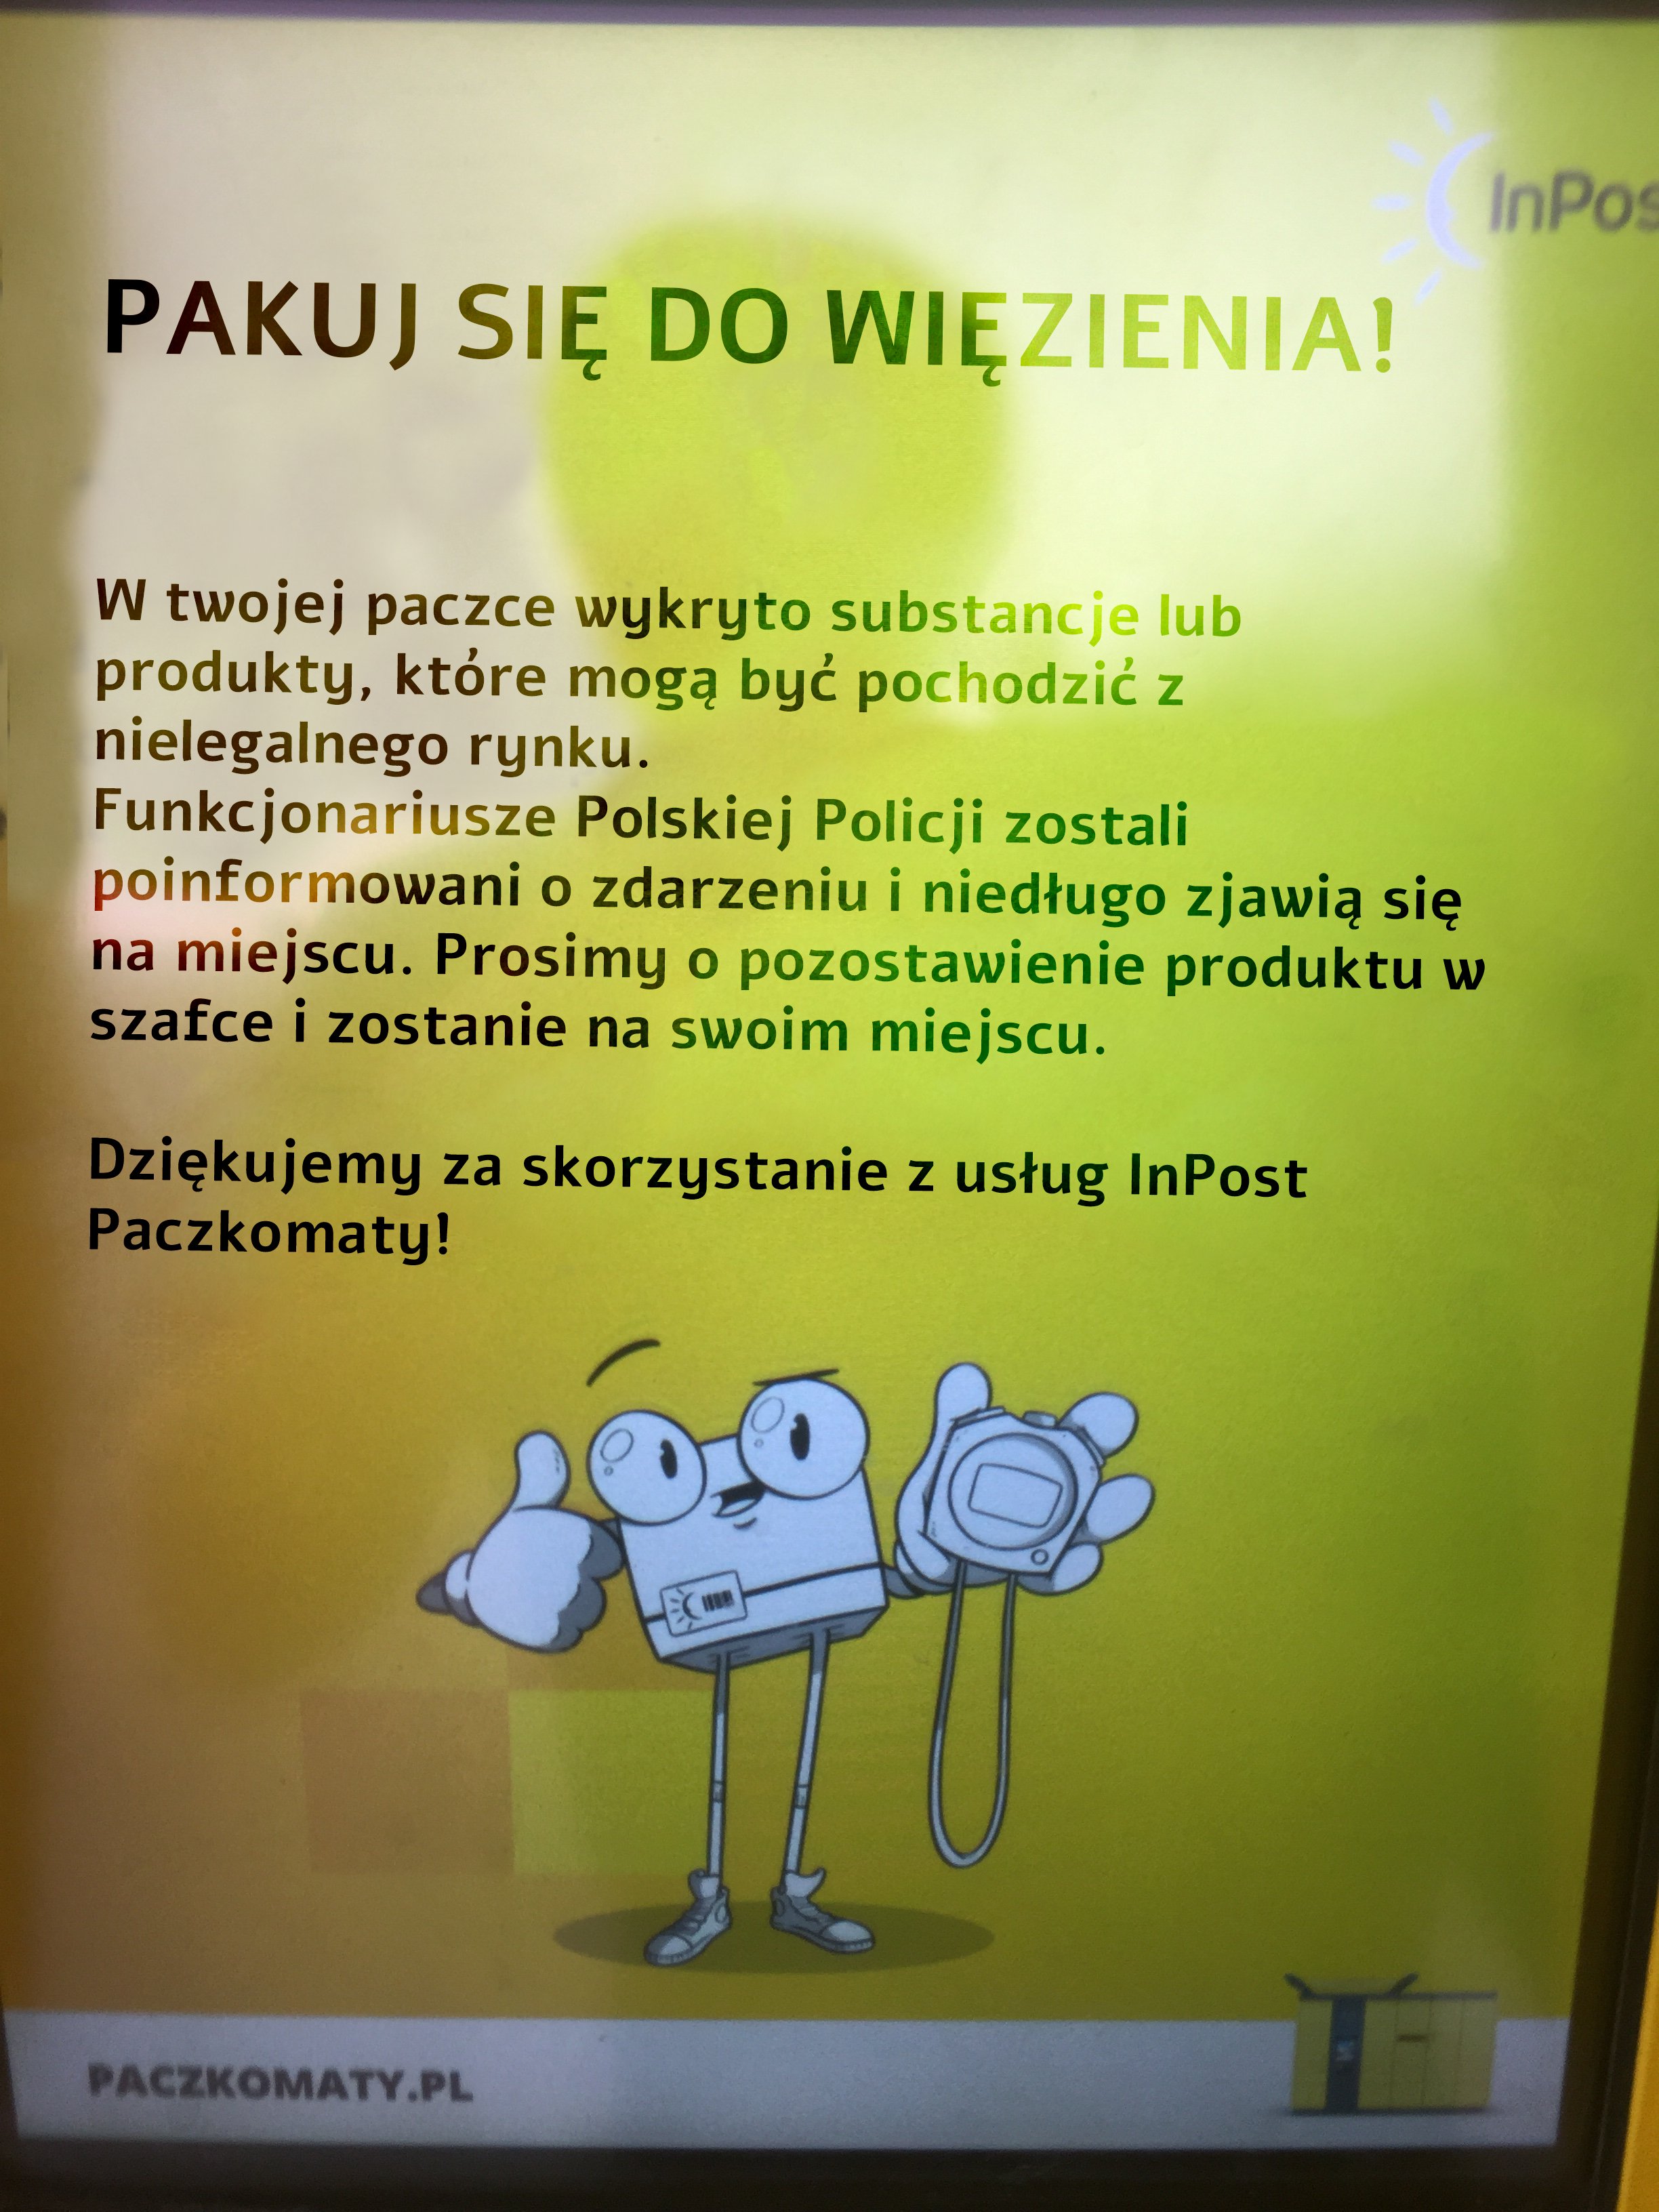 InPos
PAKUJ SIĘ DO WIĘZIENIA!
W twojej paczce wykryto substancje lub
produkty, które mogą być pochodzić z
nielegalnego rynku.
Funkcjonariusze Polskiej Policji zostali
poinformowani o zdarzeniu i niedługo zjawią się
na miejscu. Prosimy o pozostawienie produktu w
szafce i zostanie na swoim miejscu.
Dziękujemy za skorzystanie z usług InPost
Paczkomaty!
PACZKOMATY.PL